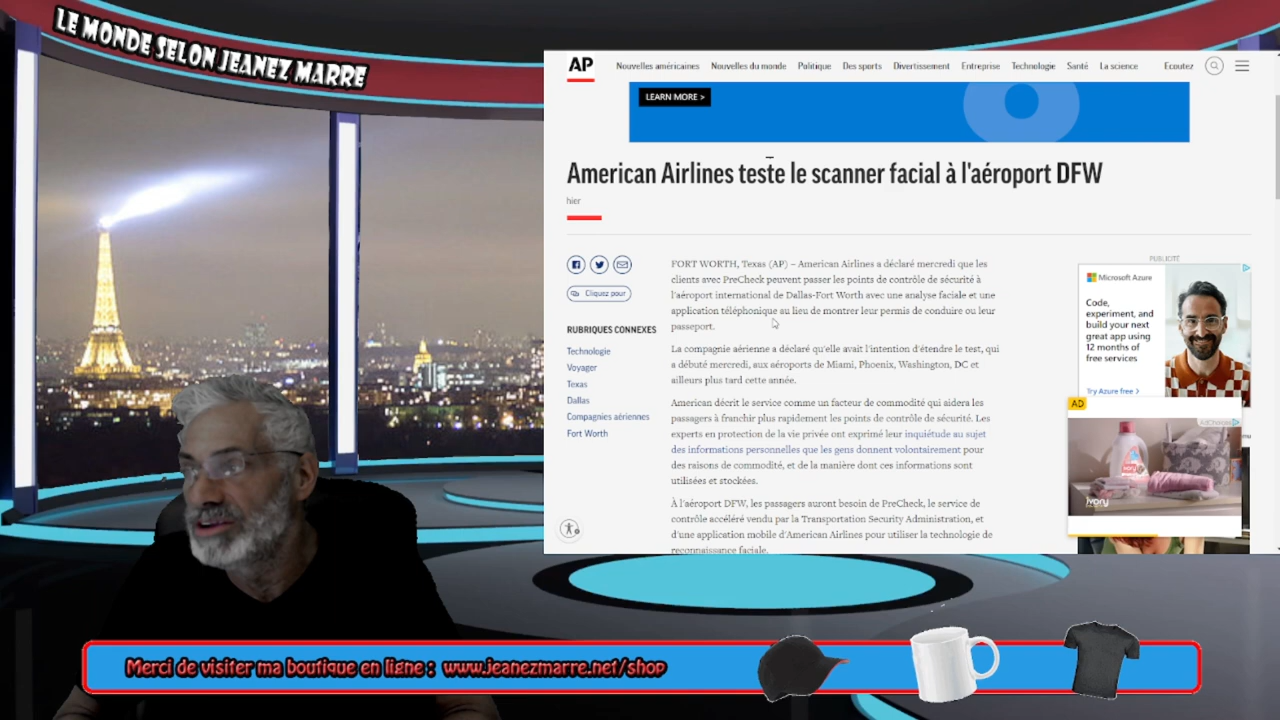 LE MONDE SELON JEANEZ MARRE
AP
Nouvelles américaines Nouvelles du monde Politique Des sports Divertissement Entreprise Technologie Santé La science Ecoutez
LEARN MORE >
American Airlines teste le scanner facial à l'aéroport DFW
hier
Cliquez pour
RUBRIQUES CONNEXES
Technologie
Voyager
Texas
Dallas
Compagnies aériennes
Fort Worth
FORT WORTH, Texas (AP) – American Airlines a déclaré mercredi que les
clients avec PreCheck peuvent passer les points de contrôle de sécurité à
l'aéroport international de Dallas-Fort Worth avec une analyse faciale et une
application téléphonique au lieu de montrer leur permis de conduire ou leur
passeport.
La compagnie aérienne a déclaré qu'elle avait l'intention d'étendre le test, qui
a débuté mercredi, aux aéroports de Miami, Phoenix, Washington, DC et
ailleurs plus tard cette année.
American décrit le service comme un facteur de commodité qui aidera les
passagers à franchir plus rapidement les points de contrôle de sécurité. Les
experts en protection de la vie privée ont exprimé leur inquiétude au sujet
des informations personnelles que les gens donnent volontairement pour
des raisons de commodité, et de la manière dont ces informations sont
utilisées et stockées.
À l'aéroport DFW, les passagers auront besoin de PreCheck, le service de
contrôle accéléré vendu par la Transportation Security Administration, et
d'une application mobile d'American Airlines pour utiliser la technologie de
reconnaissance faciale.
PUBLICITÉ
Microsoft Azure
Code,
experiment, and
build your next
great app using
12 months of
free services
Try Azure free >
AD
AdChoices
ivory
Merci de visiter ma boutique en ligne : www.jeanezmarre.net/shop